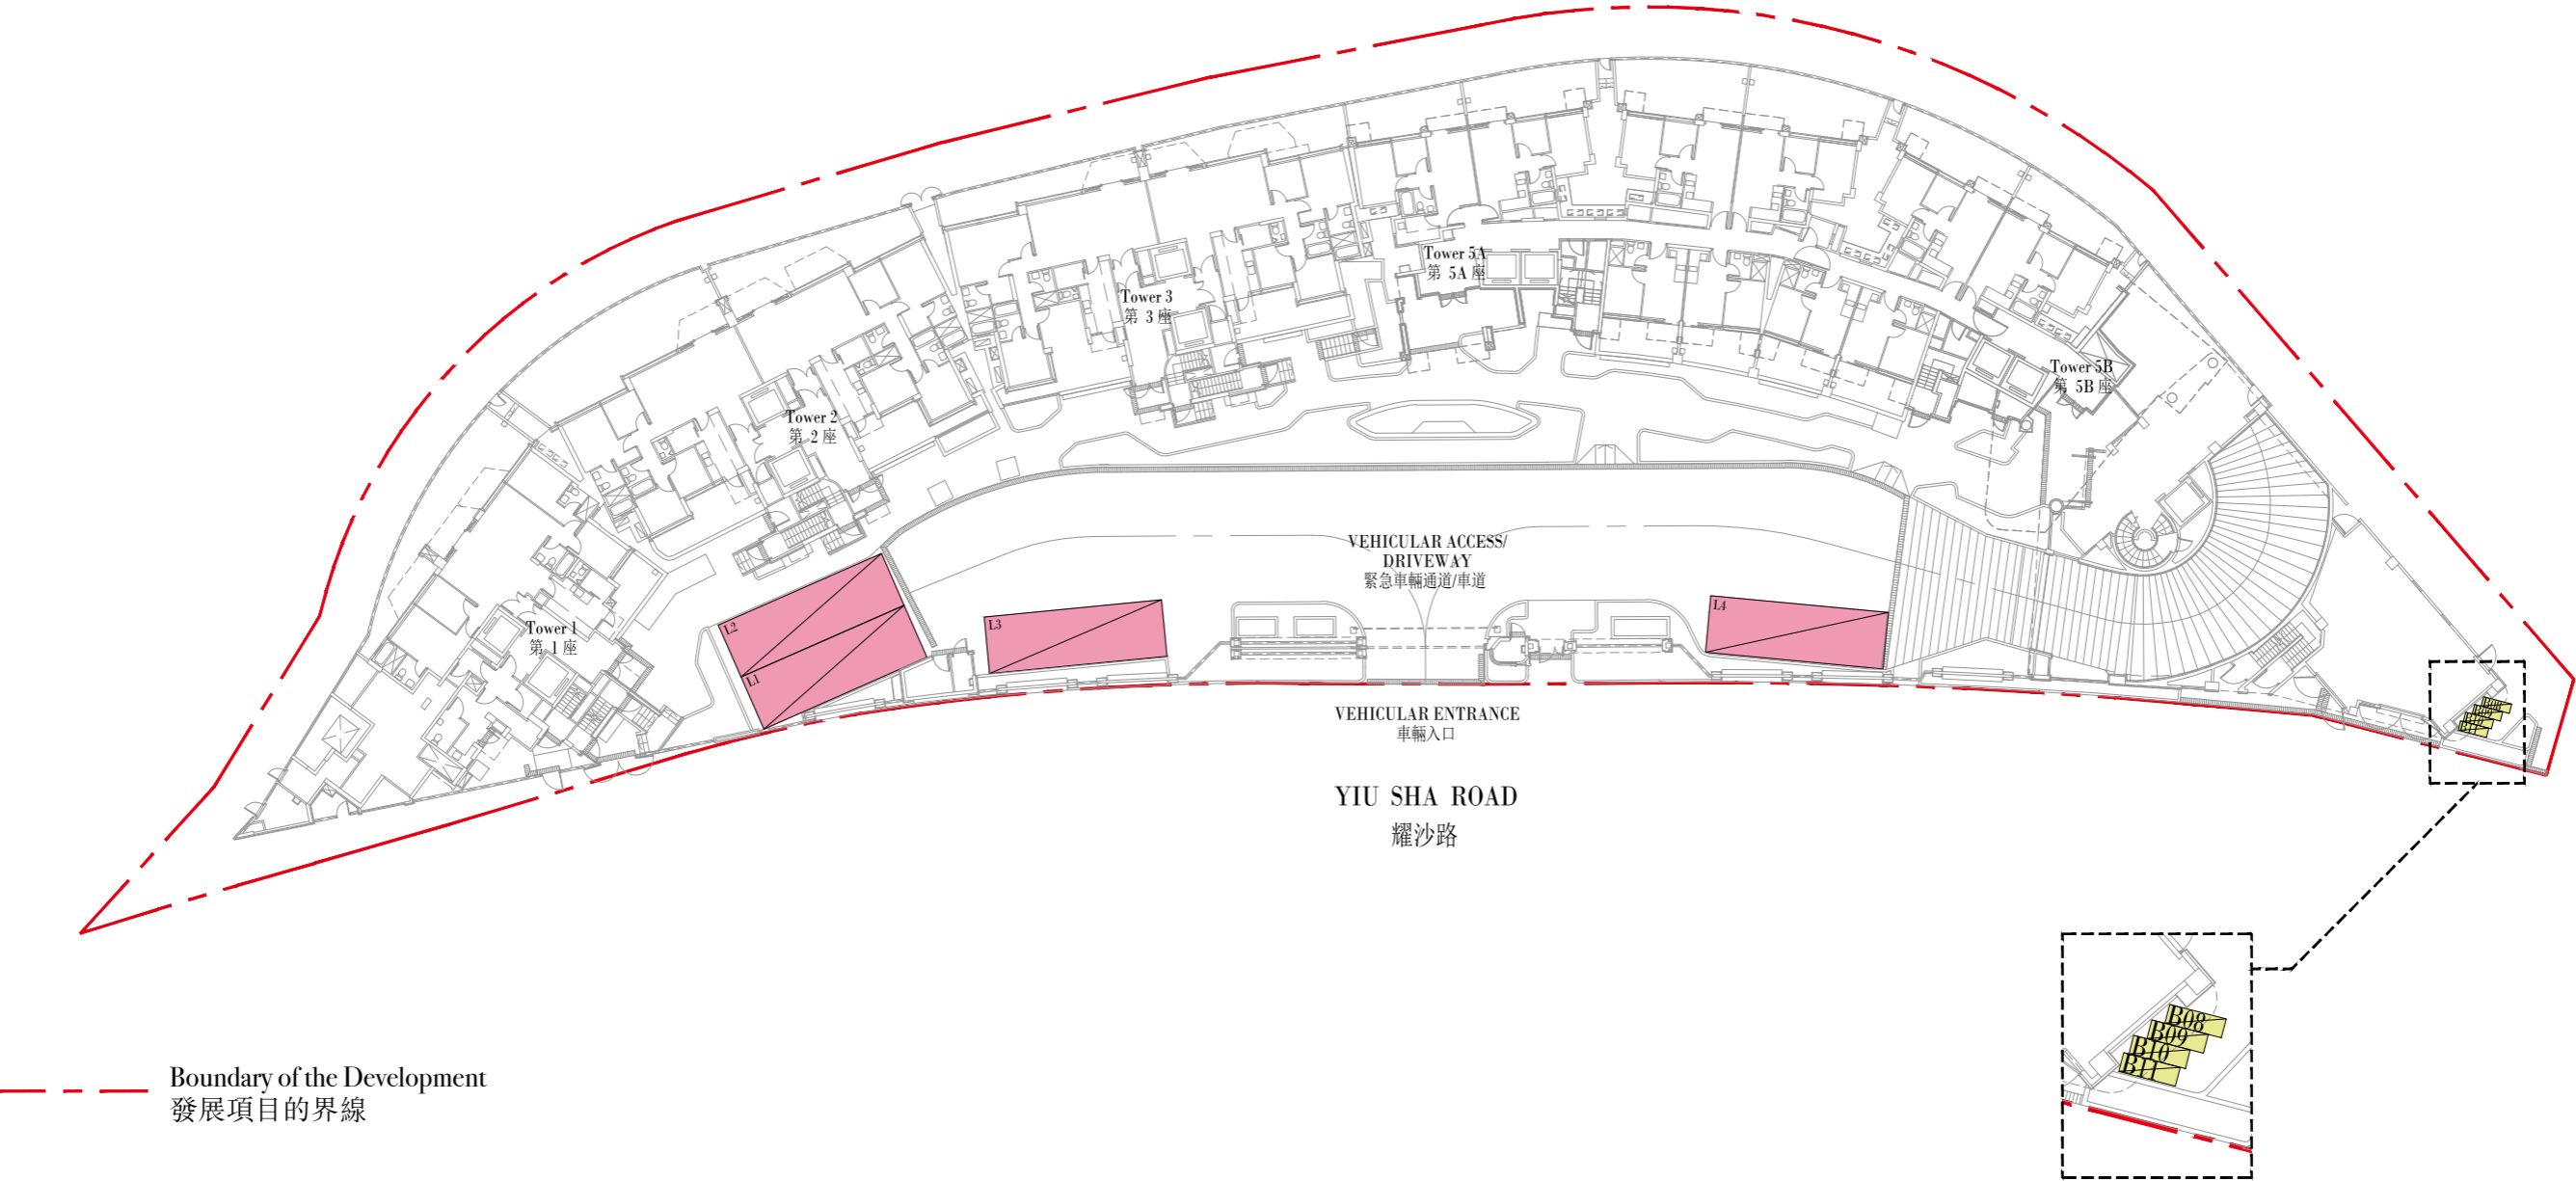 Tower 5A
第 5A 座
Tower 3
第 3 座
Tower 5B
第 5B 座
Tower 2
第 2 座
Tower 1
第 1 座
VEHICULAR ACCESS/
DRIVEWAY
緊急車輛通道/車道
L2
L1
L3
L4
VEHICULAR ENTRANCE
車輛入口
YIU SHA ROAD
耀沙路
B08
B09
B10
B11
Boundary of the Development
發展項目的界線